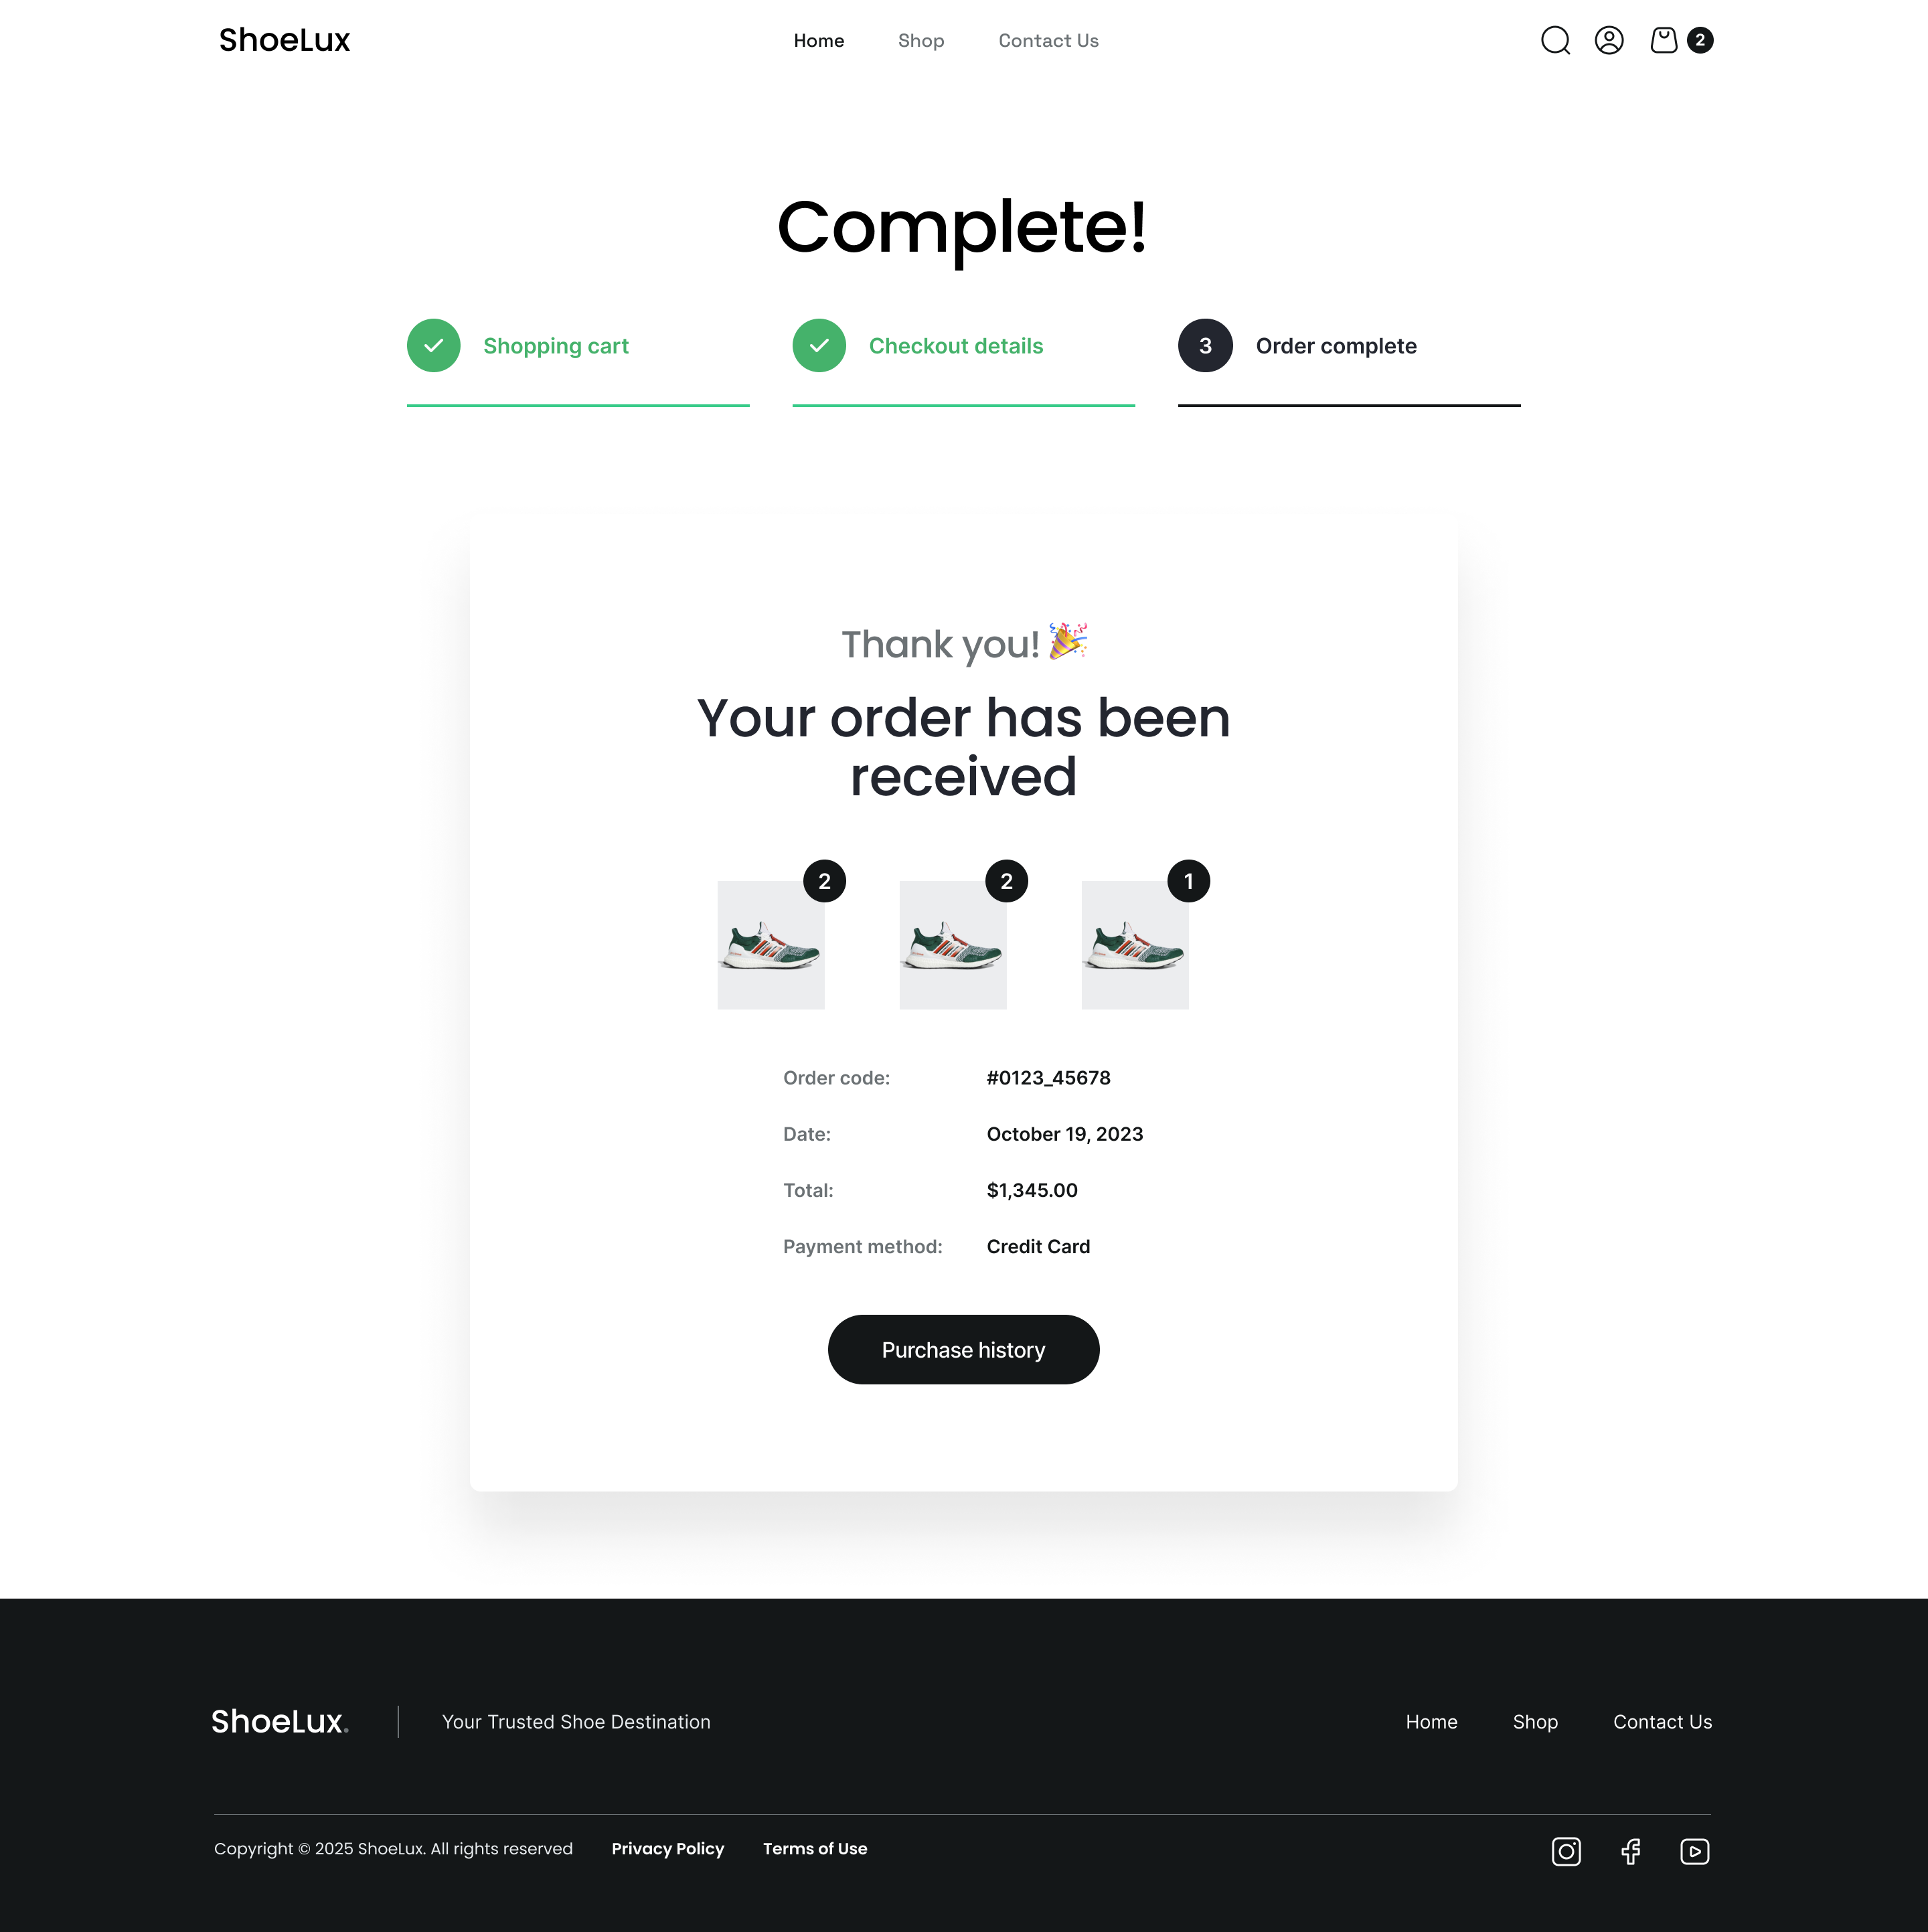 ShoeLux
Home Shop Contact Us
2
Complete!
Shopping cart
Checkout details
3 Order complete
Thank you! 🎉
Your order has been
received
2
2
1
Order code: #0123_45678
Date: October 19, 2023
Total: $1,345.00
Payment method: Credit Card
Purchase history
ShoeLux.
Your Trusted Shoe Destination
Home Shop Contact Us
Copyright © 2025 ShoeLux. All rights reserved Privacy Policy Terms of Use